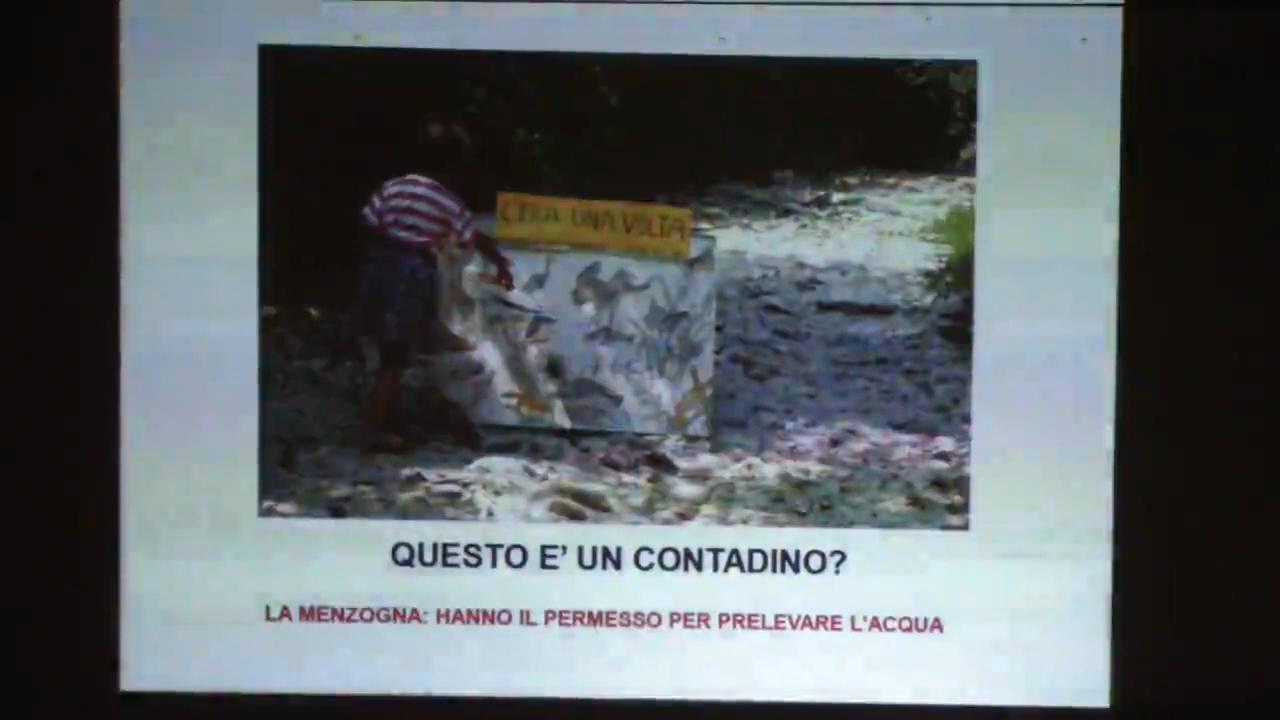 C'ERA UNA VOLTA
QUESTO E' UN CONTADINO?
LA MENZOGNA: HANNO IL PERMESSO PER PRELEVARE L'ACQUA